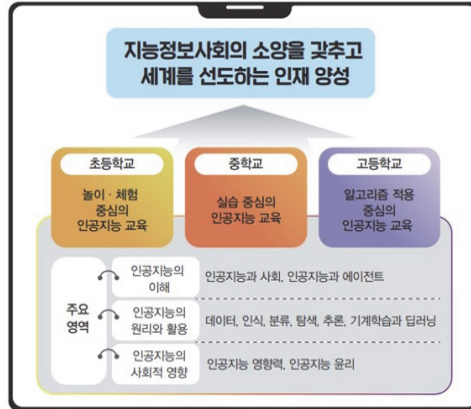 지능정보사회의 소양을 갖추고
세계를 선도하는 인재 양성
초등학교
놀이 · 체험
중심의
인공지능 교육
중학교
실습 중심의
인공지능 교육
고등학교
알고리즘 적용
중심의
인공지능 교육
주요
영역
인공지능의
이해
인공지능과 사회, 인공지능과 에이전트
인공지능의
원리와 활용
데이터, 인식, 분류, 탐색, 추론, 기계학습과 딥러닝
인공지능의
사회적 영향
인공지능 영향력, 인공지능 윤리